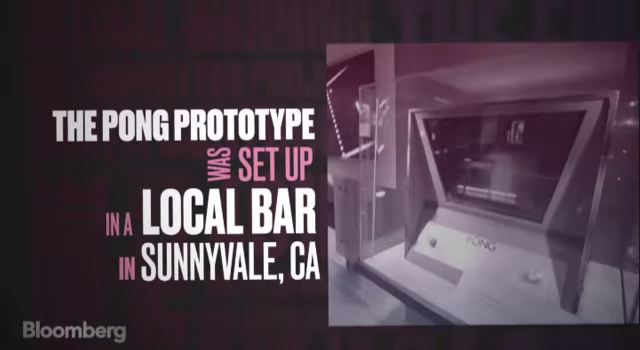 THE PONG PROTOTYPE
WAS SET UP
IN A LOCAL BAR
IN SUNNYVALE, CA
PONG
Bloomberg